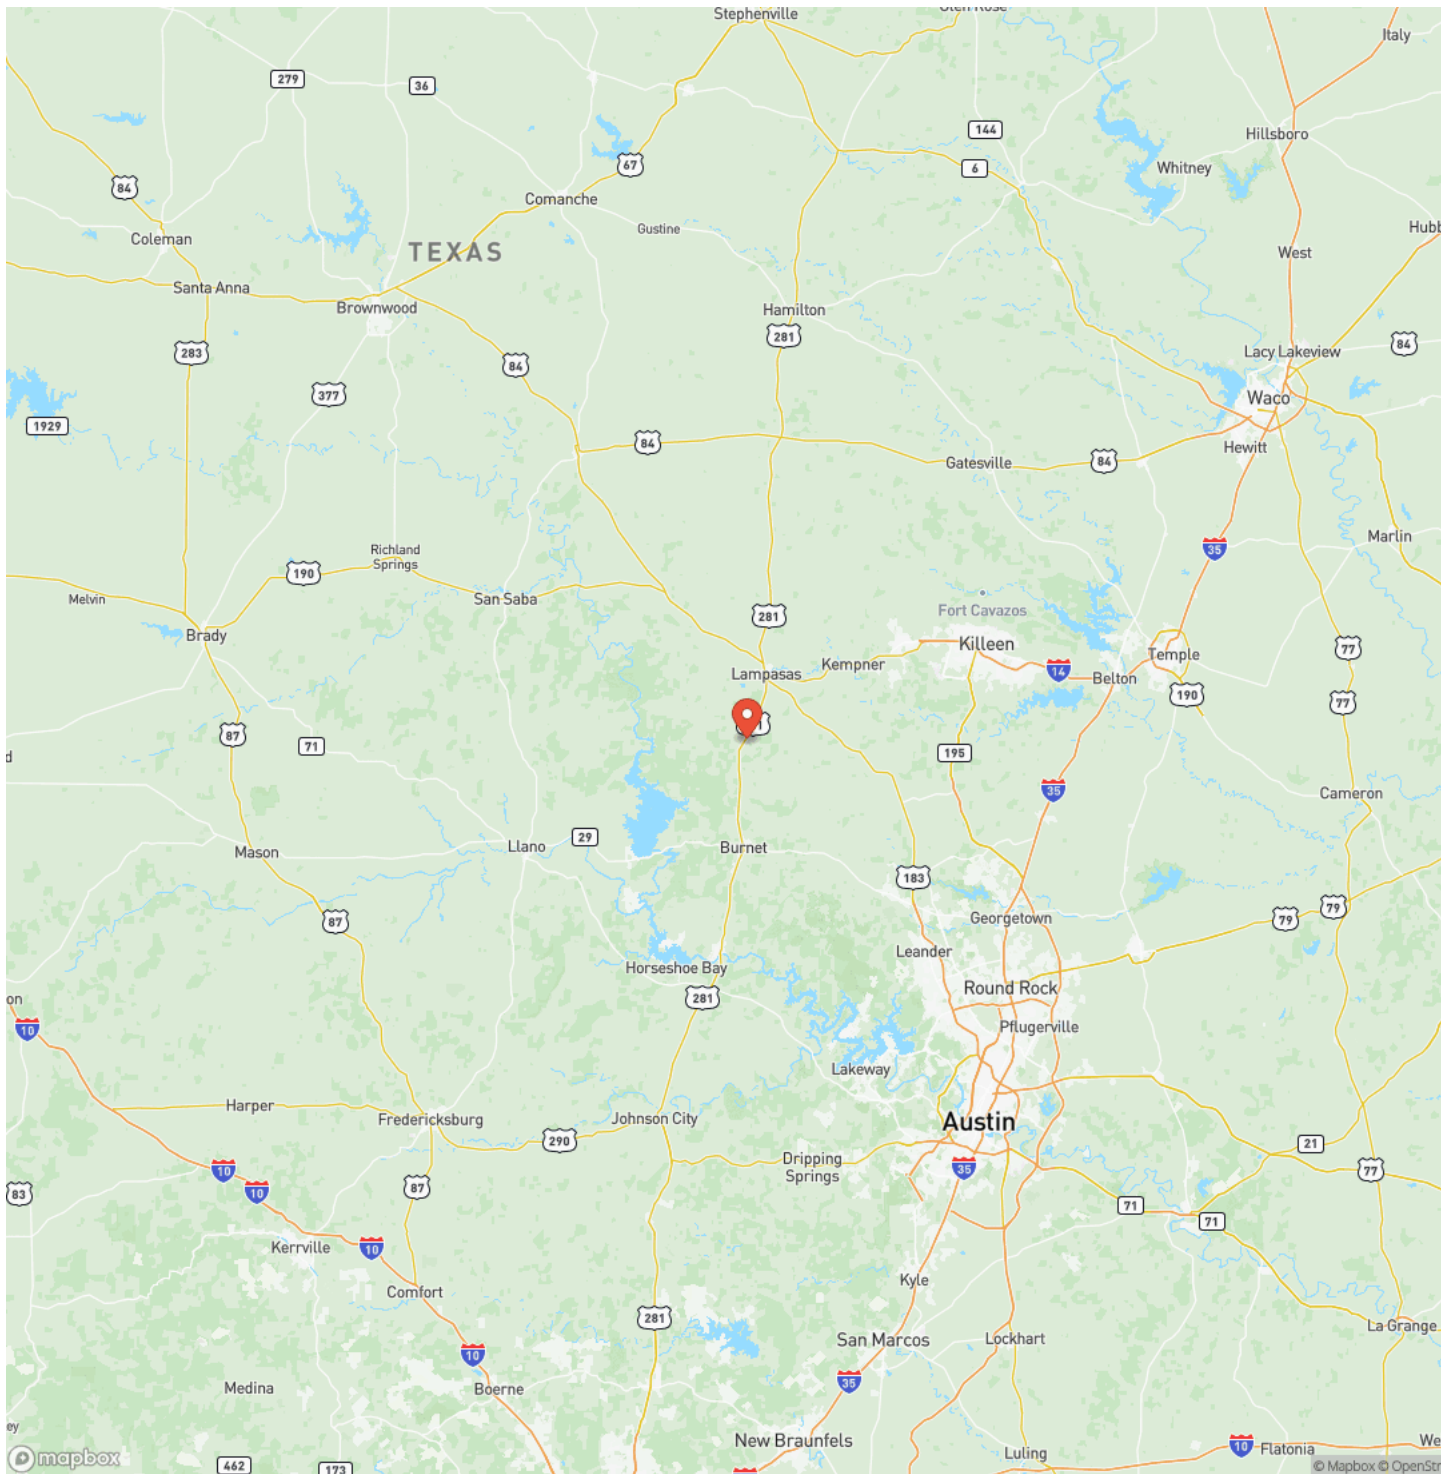 Stephenville
Glen Rose
Italy
279
36
144
Hillsboro
67
6
Whitney
84
Comanche
Gustine
Coleman
TEXAS
West
Santa Anna
Brownwood
Hamilton
281
283
84
Lacy Lakeview
84
377
Waco
1929
84
Hewitt
Gatesville
84
Marlin
35
Richland
Springs
190
Melvin
San Saba
Fort Cavazos
281
Brady
Killeen
77
Temple
Kempner
Lampasas
14
Belton
190
77
87
71
195
35
Cameron
29
Llano
Burnet
Mason
183
79
79
87
Georgetown
Leander
Horseshoe Bay
Round Rock
281
10
Pflugerville
Lakeway
Harper
Fredericksburg
Johnson City
Austin
290
21
Dripping
Springs
10
35
77
87
10
83
71
71
Kerrville
10
Kyle
Comfort
281
La Grange
San Marcos
Lockhart
10
35
Medina
Boerne
New Braunfels
10
Flatonia
Luling
mapbox
462
173
© Mapbox © OpenStr